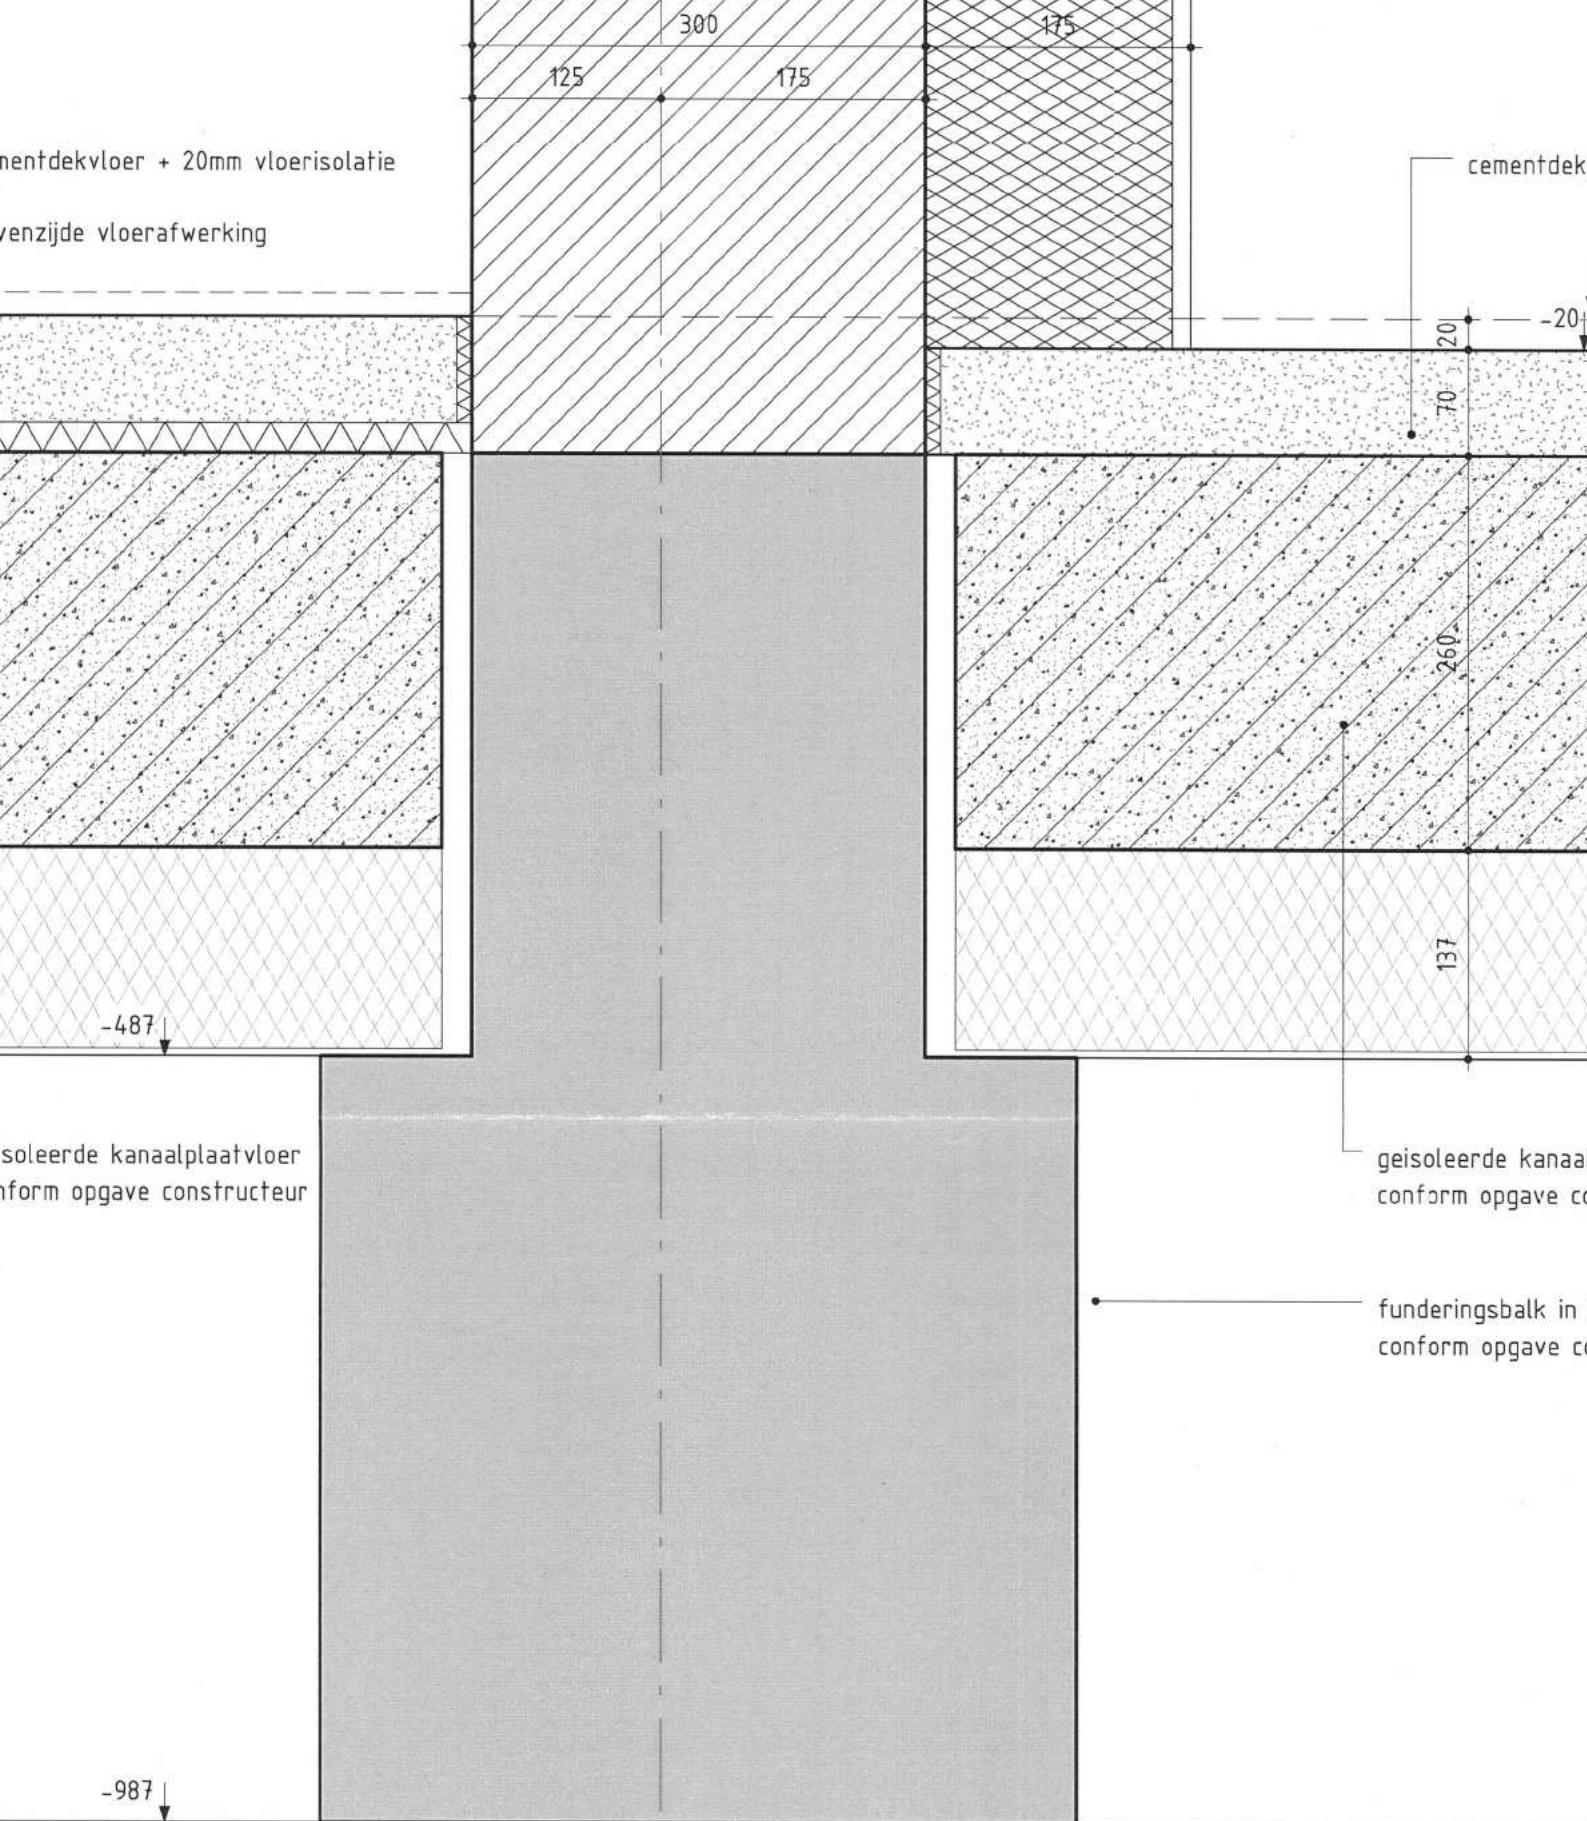 300
175
125
175
mentdekvloer + 20mm vloerisolatie
cementdek
venzijde vloerafwerking
-20
20
70
260
137
-487
soleerde kanaalplaatvloer
nform opgave constructeur
geisoleerde kanaal
conform opgave co
funderingsbalk in
conform opgave co
-987